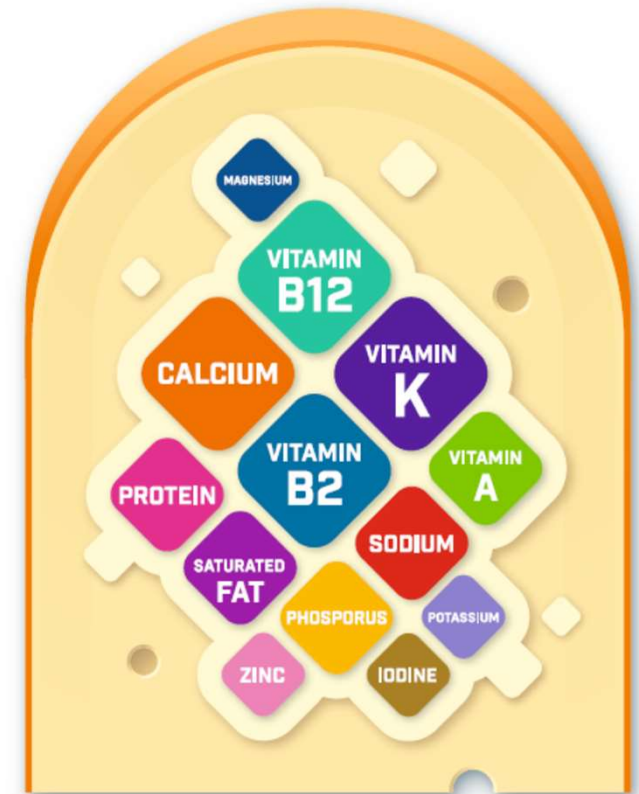 MAGNESIUM
VITAMIN
B12
CALCIUM
VITAMIN
K
VITAMIN
B2
VITAMIN
A
PROTEIN
SODIUM
SATURATED
FAT
PHOSPORUS
POTASSIUM
ZINC
IODINE